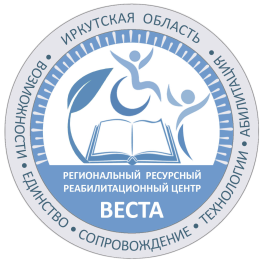 ИРКУТСКАЯ ОБЛАСТЬ
• ВОЗМОЖНОСТИ • ЕДИНСТВО • СОПРОВОЖДЕНИЕ • ТЕХНОЛОГИИ • АБИЛИТАЦИЯ •
РЕГИОНАЛЬНЫЙ РЕСУРСНЫЙ
РЕАБИЛИТАЦИОННЫЙ ЦЕНТР
ВЕСТА